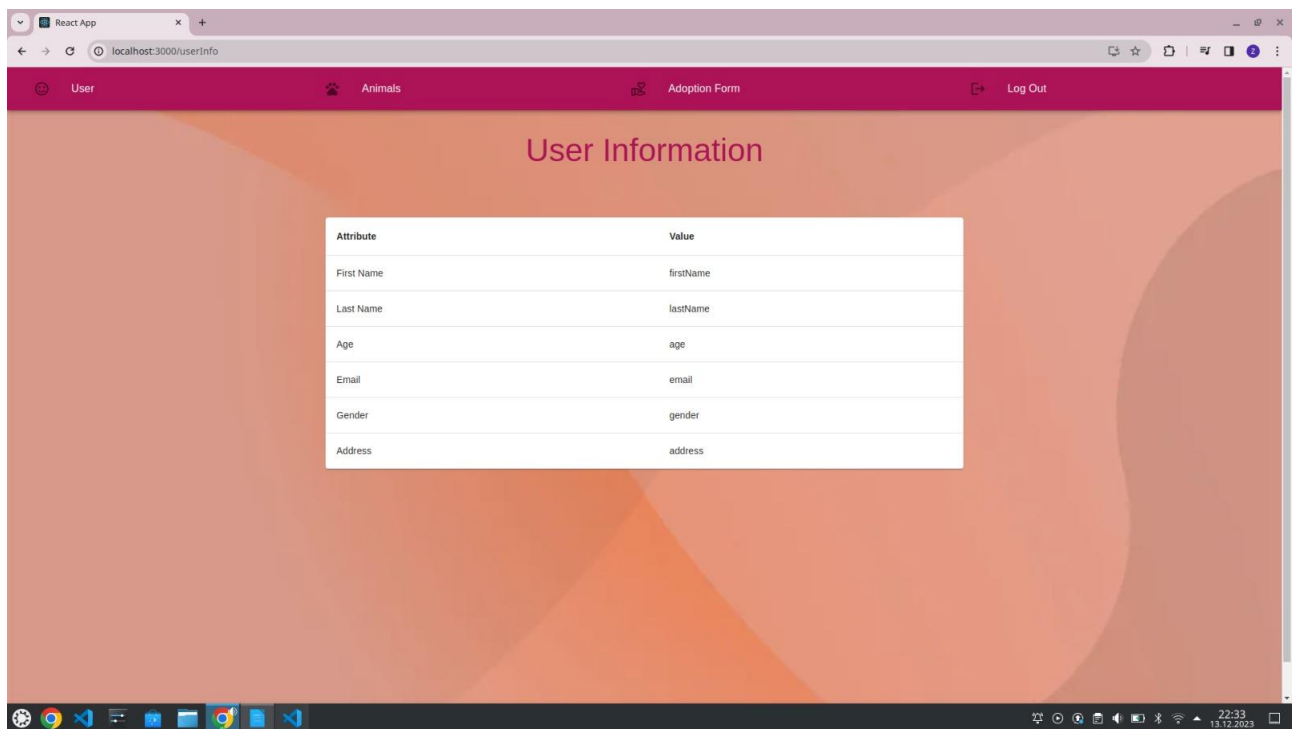 React App
localhost:3000/userInfo
2
User Animals Adoption Form Log Out
User Information
Attribute Value
First Name firstName
Last Name lastName
Age age
Email email
Gender gender
Address address
22:33
13.12.2023